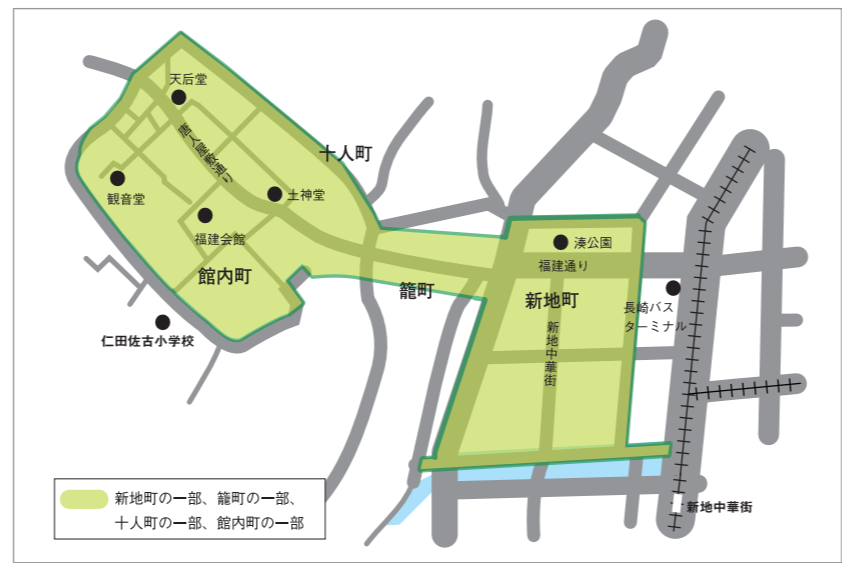 天后堂
唐人屋敷通り
十人町
観音堂
土神堂
福建会館
館内町
仁田佐古小学校
籠町
湊公園
福建通り
新地町
長崎バス
ターミナル
新地中華街
新地中華街
新地町の一部、籠町の一部、
十人町の一部、館内町の一部